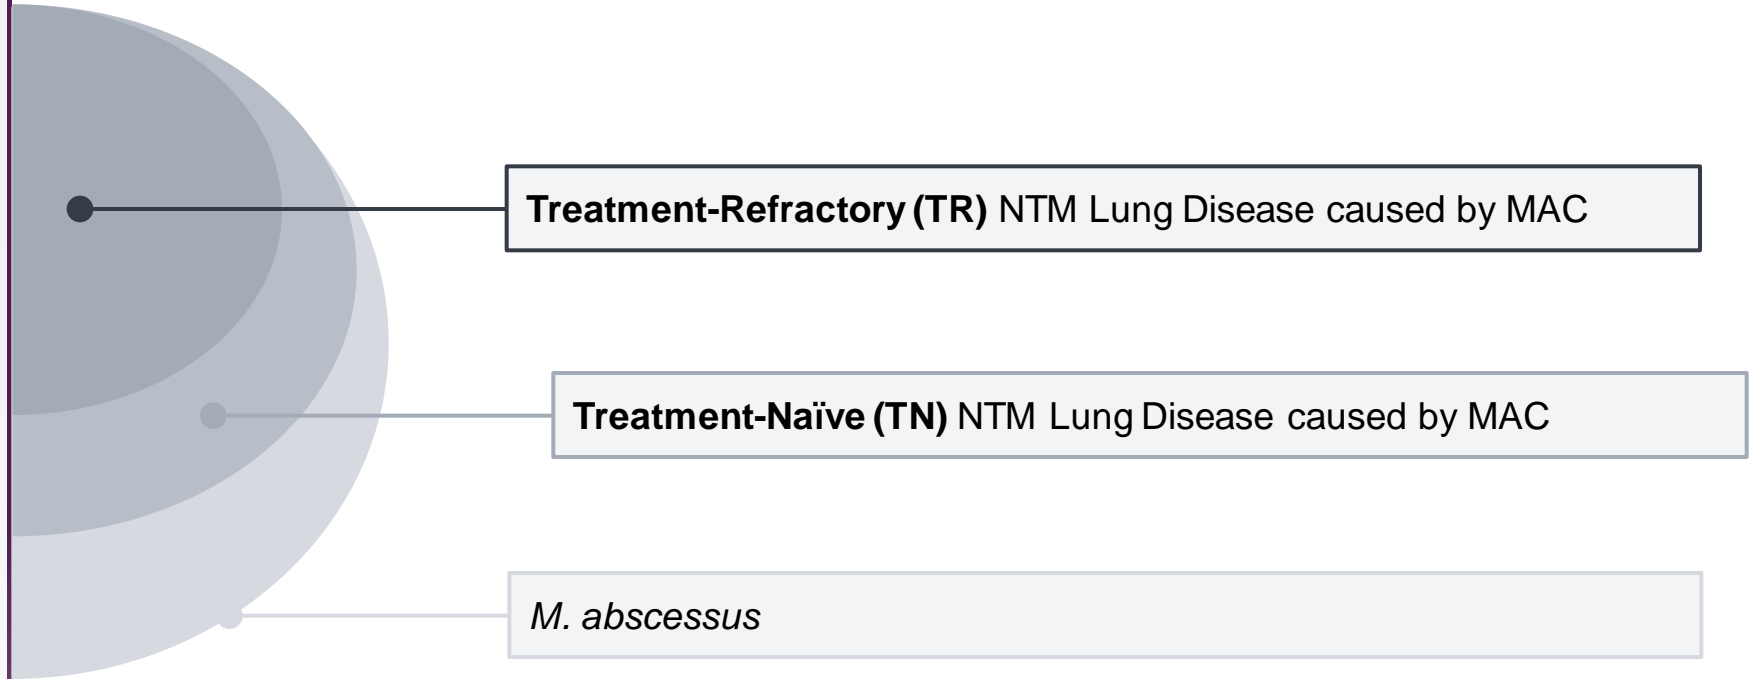 Treatment-Refractory (TR) NTM Lung Disease caused by MAC
Treatment-Naïve (TN) NTM Lung Disease caused by MAC
M. abscessus